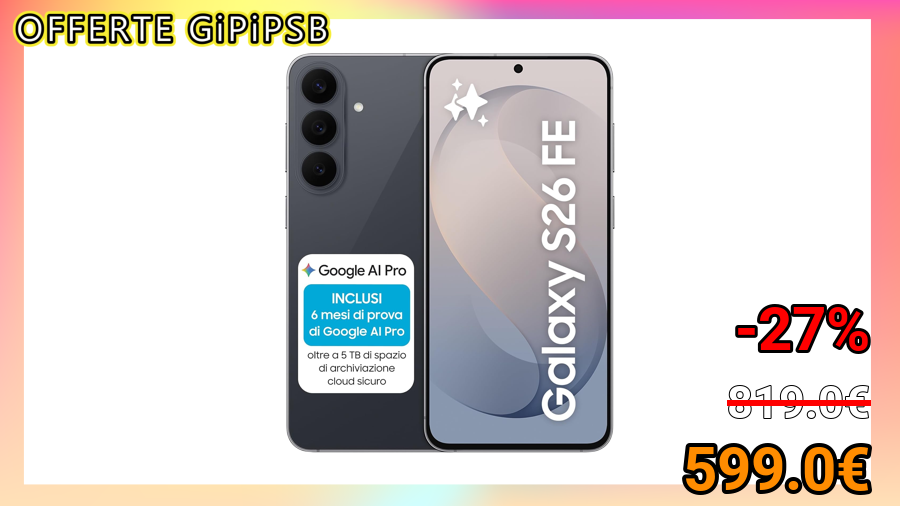 OFFERTE GiPiPSB
Galaxy S26 FE
Google AI Pro
INCLUSI
6 mesi di prova
di Google AI Pro
oltre a 5 TB di spazio
di archiviazione
cloud sicuro
-27%
819.0€
599.0€